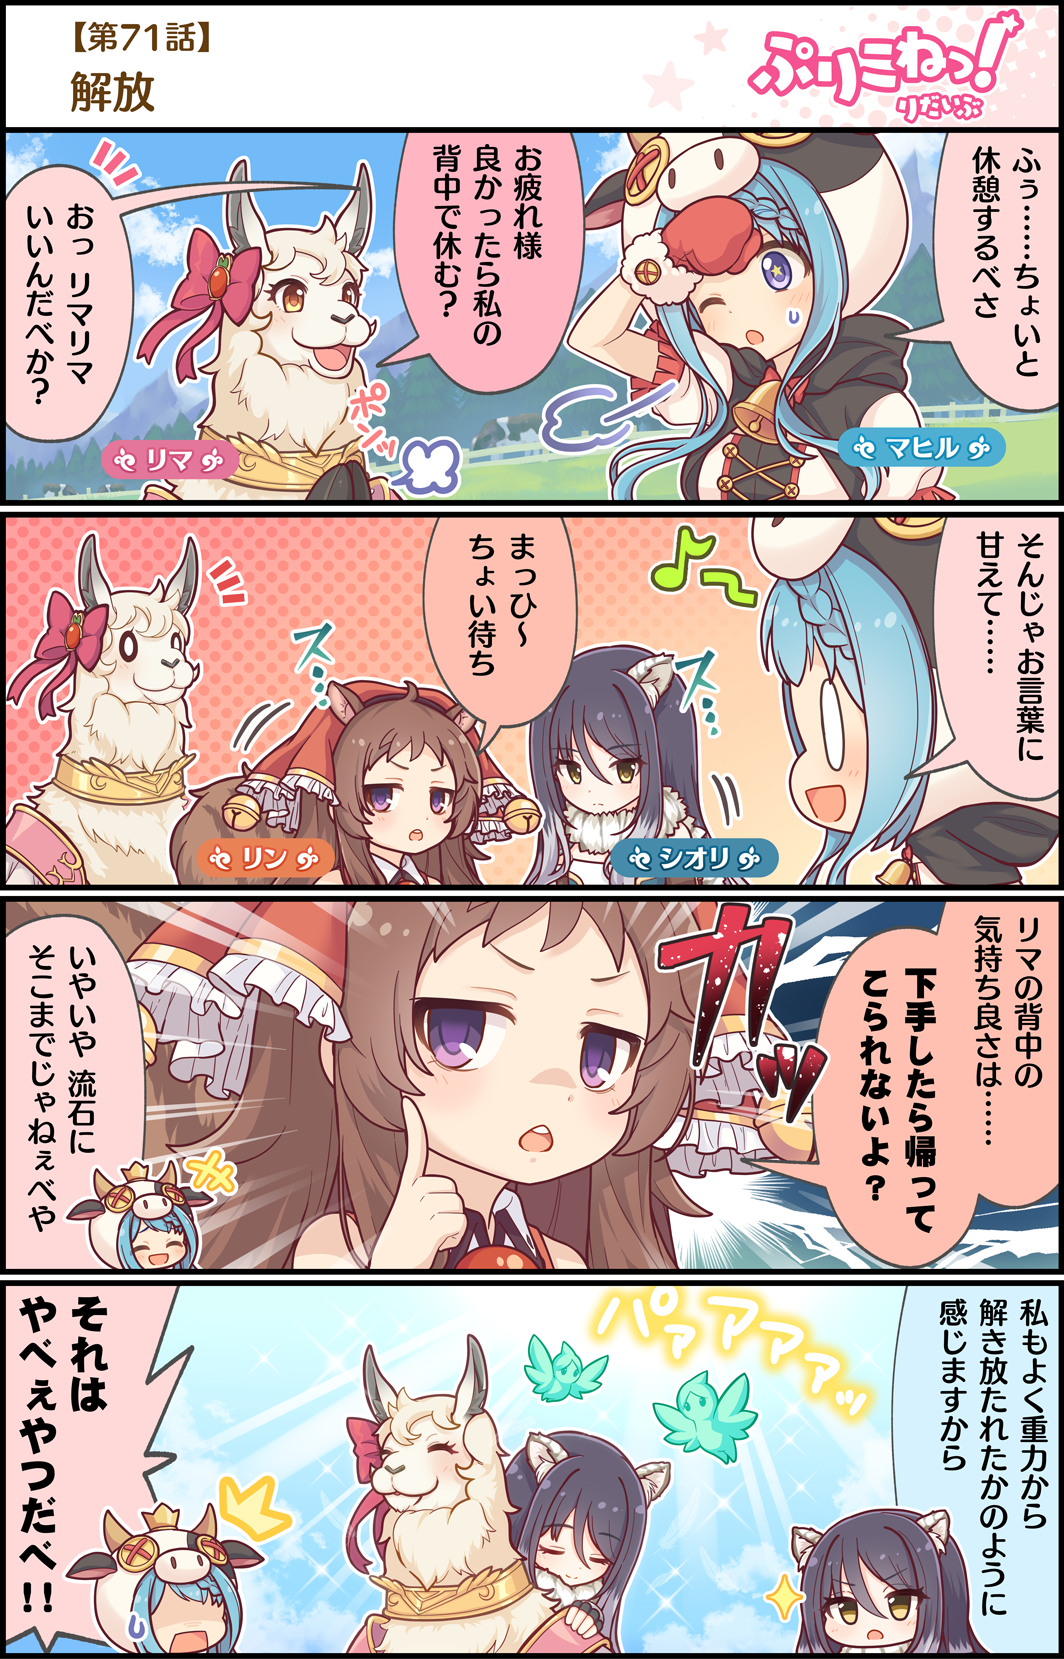 【第71話】
解放
ぷりこねっ!
りだいぶ
ふぅ……ちょいと
休憩するべさ
お疲れ様
良かったら私の
背中で休む?
おっ リマリマ
いいんだべか?
ポンッ
リマ
マヒル
そんじゃお言葉に
甘えて……
まっひ〜
ちょい待ち
ス…
ス…
リン
シオリ
リマの背中の
気持ち良さは……
下手したら帰って
こられないよ?
カッ
いやいや 流石に
そこまでじゃねぇべや
私もよく重力から
解き放たれたかのように
感じますから
パァアアァッ
それは
やべぇやつだべ!!